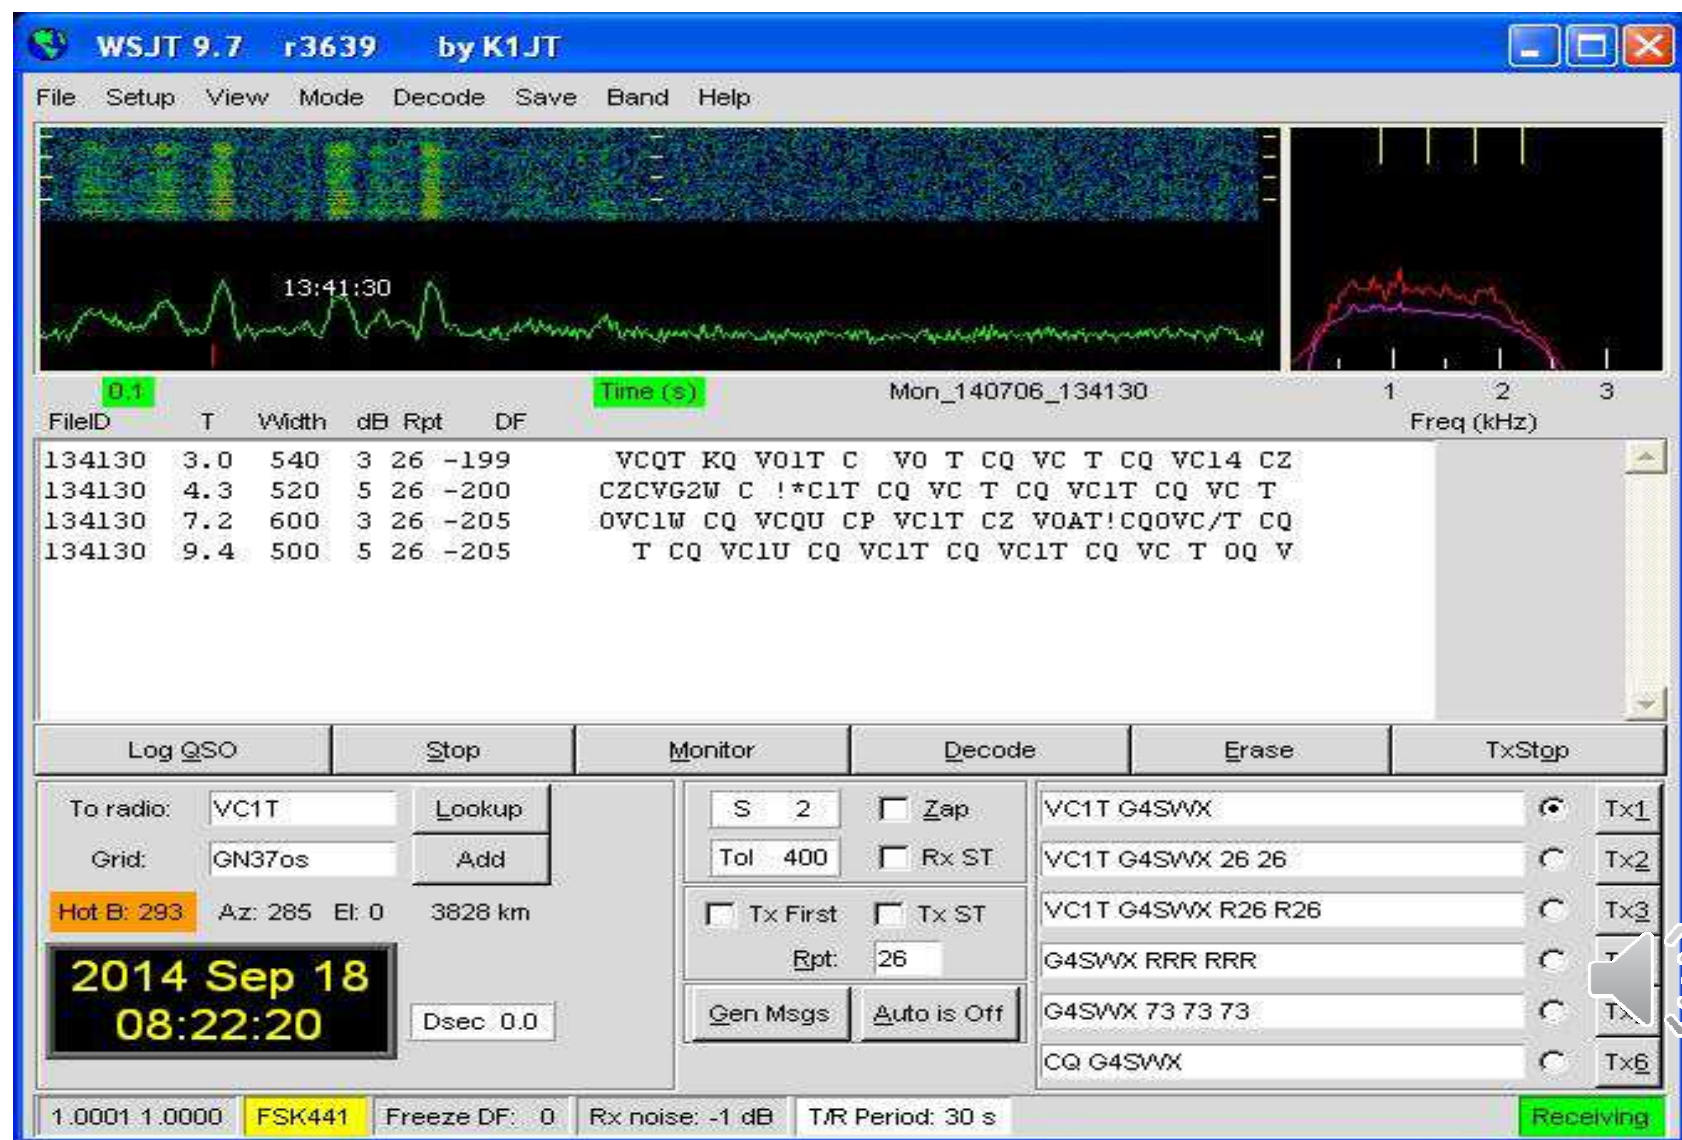 WSJT 9.7 r3639 by K1JT
File Setup View Mode Decode Save Band Help
13:41:30
0.1 Time (s) Mon_140706_134130 1 2 3
FileID T Width dB Rpt DF Freq (kHz)
134130 3.0 540 3 26 -199 VCQT KQ VO1T C VO T CQ VC T CQ VC14 CZ
134130 4.3 520 5 26 -200 CZCVG2W C !*C1T CQ VC T CQ VC1T CQ VC T
134130 7.2 600 3 26 -205 OVC1W CQ VCQU CP VC1T CZ VOAT!CQOVC/T CQ
134130 9.4 500 5 26 -205 T CQ VC1U CQ VC1T CQ VC1T CQ VC T OQ V
Log QSO Stop Monitor Decode Erase TxStop
To radio: VC1T Lookup S 2 Zap VC1T G4SWX Tx1
Grid: GN37os Add Tol 400 Rx ST VC1T G4SWX 26 26 Tx2
Hot B: 293 Az: 285 El: 0 3828 km Tx First Tx ST VC1T G4SWX R26 R26 Tx3
Rpt: 26 G4SWX RRR RRR
2014 Sep 18
08:22:20 Dsec 0.0 Gen Msgs Auto is Off G4SWX 73 73 73
CQ G4SWX Tx6
1.0001 1.0000 FSK441 Freeze DF: 0 Rx noise: -1 dB T/R Period: 30 s Receiving